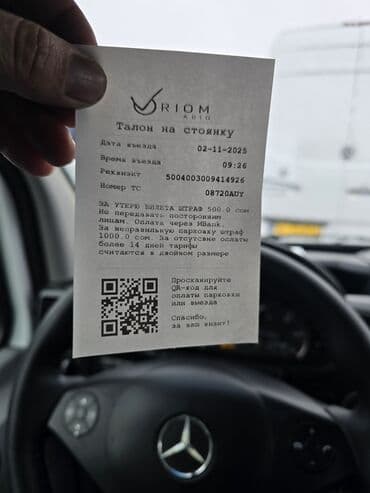 ORIOM
AUTO
Талон на стоянку
Дата въезда 02-11-2025
Время въезда 09:26
Реквизит 5004003009414926
Номер ТС 08720AUY
ЗА УТЕРЮ БИЛЕТА ШТРАФ 500.0 сом
Не передавать посторонним
лицам. Оплата через MBank.
За неправильную парковку штраф
1000.0 сом. За отсутсвие оплаты
более 14 дней тарифы
считаются в двойном размере
Просканируйте
QR-код для
оплаты парковки
или выезда
Спасибо,
за ваш визит!